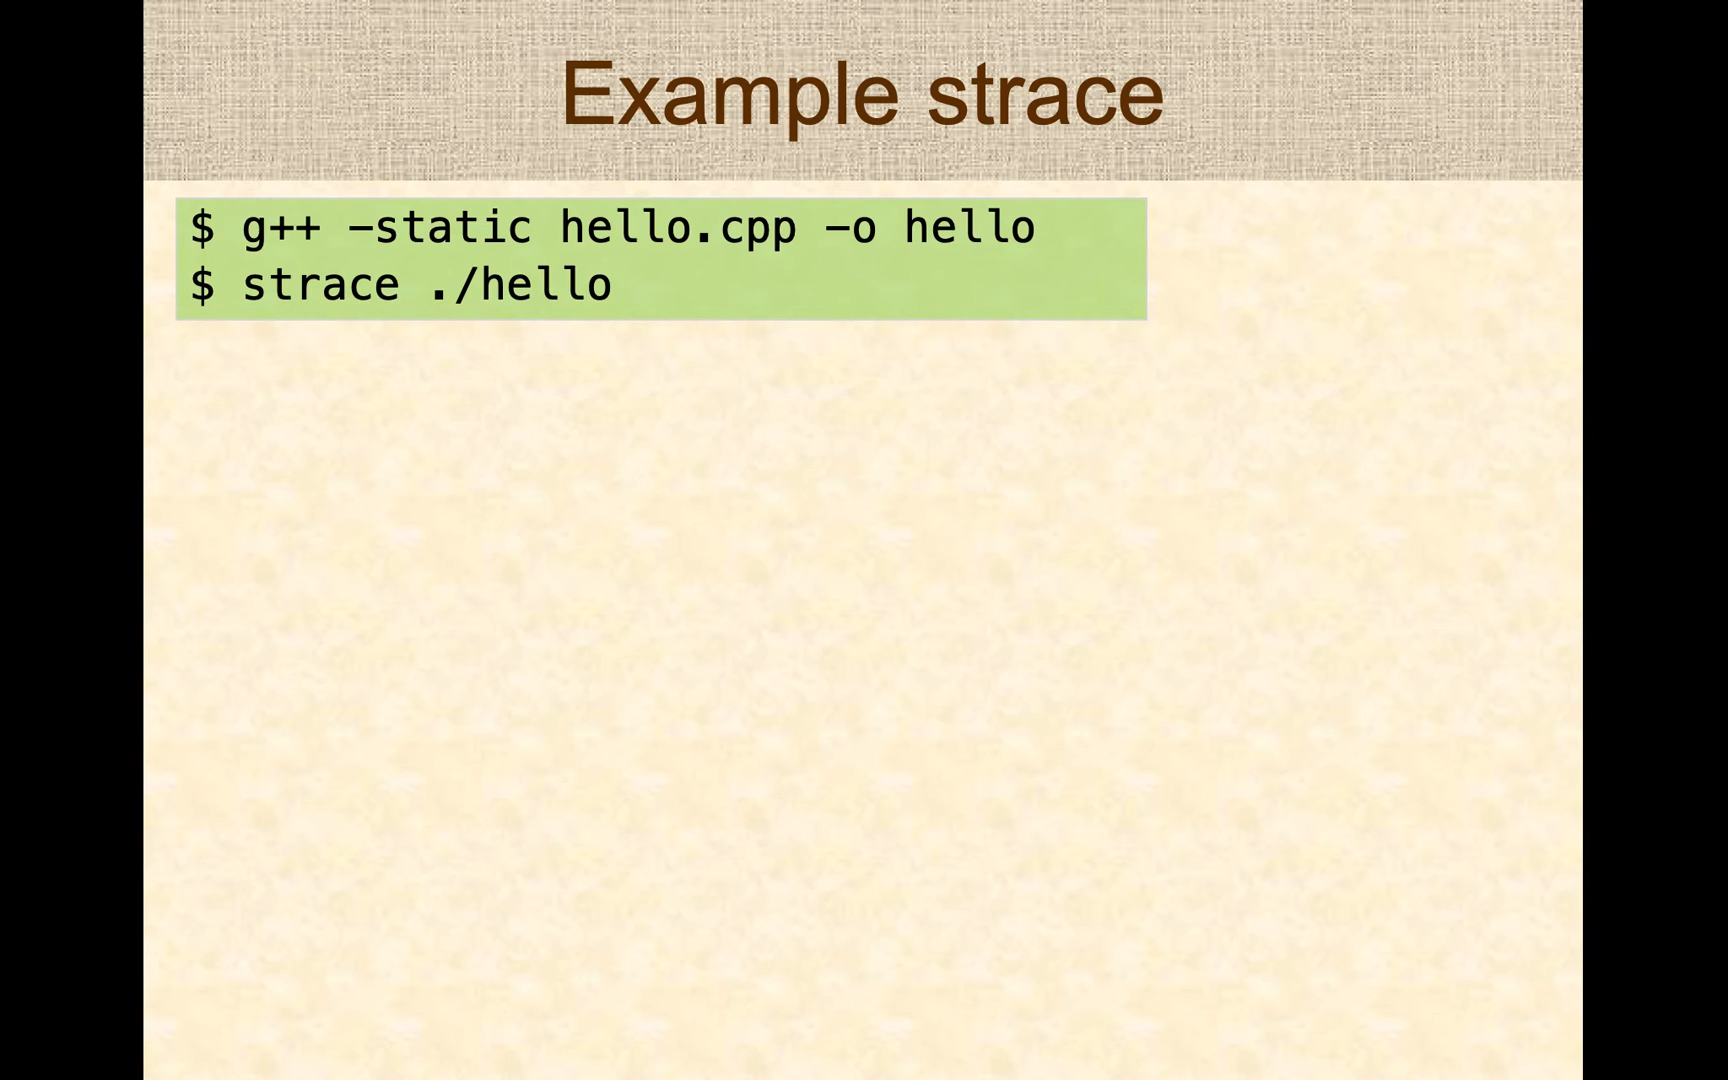 Example strace
$ g++ -static hello.cpp -o hello
$ strace ./hello